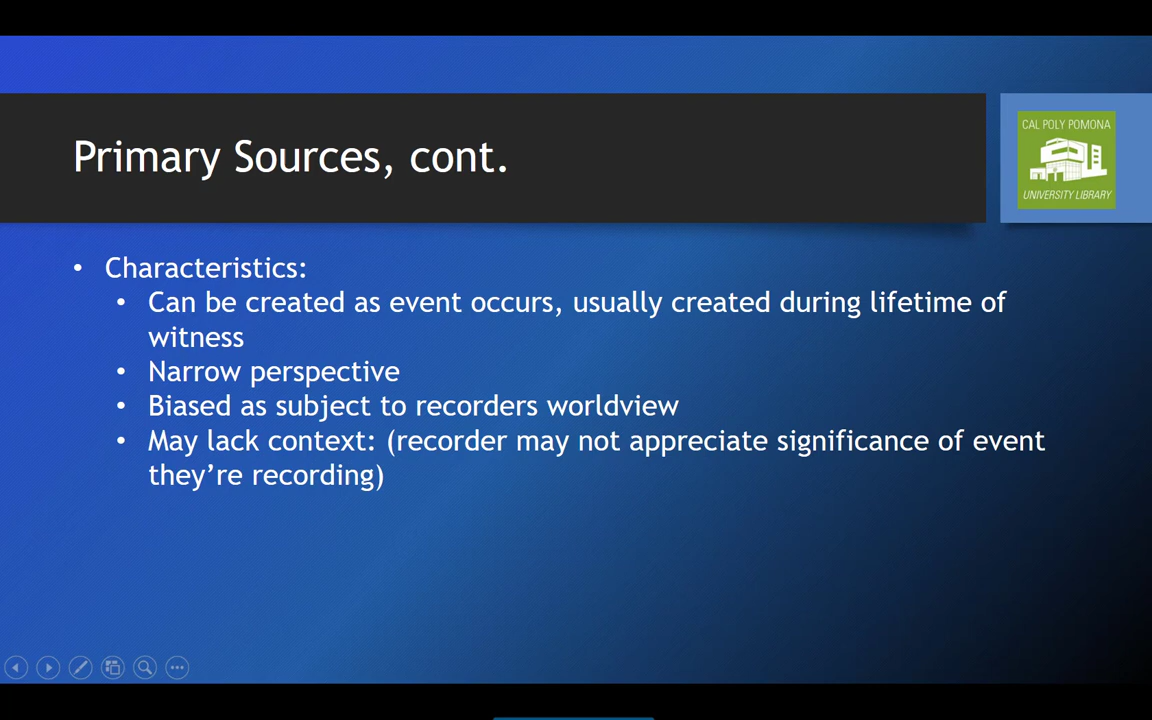 Primary Sources, cont.
CAL POLY POMONA
UNIVERSITY LIBRARY
• Characteristics:
• Can be created as event occurs, usually created during lifetime of
witness
• Narrow perspective
• Biased as subject to recorders worldview
• May lack context: (recorder may not appreciate significance of event
they’re recording)